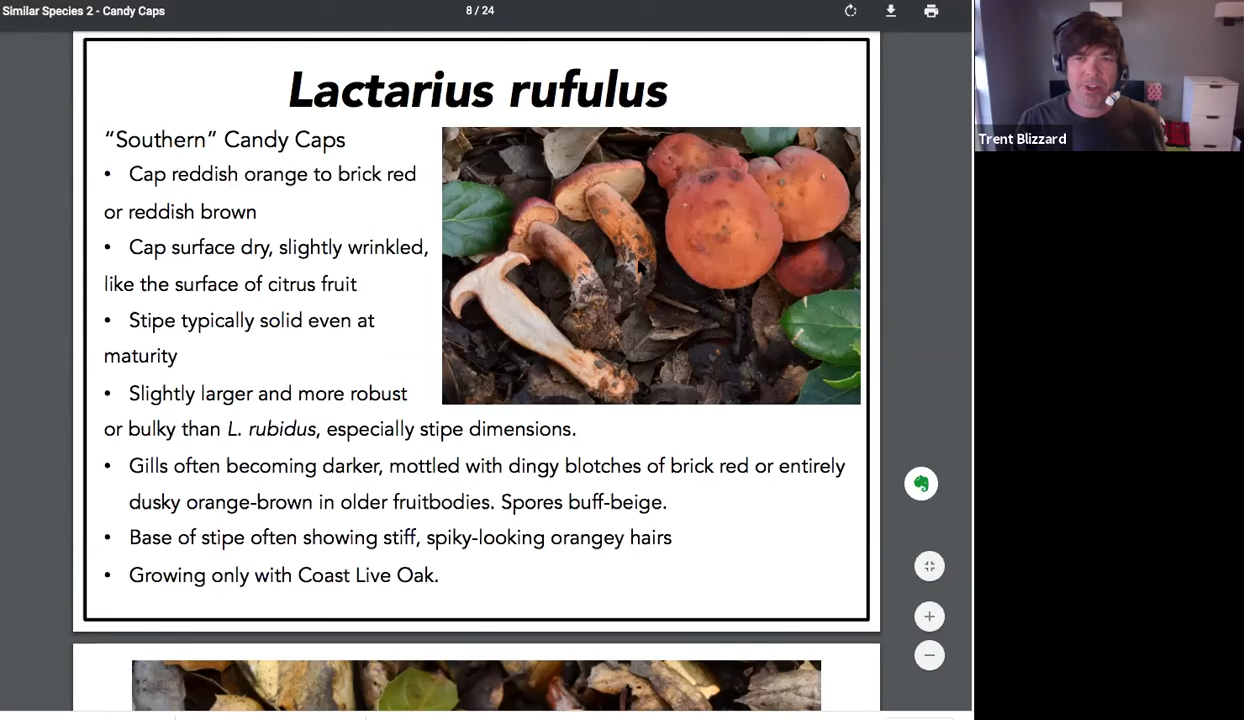 Similar Species 2 - Candy Caps
8 / 24
Lactarius rufulus
“Southern” Candy Caps
• Cap reddish orange to brick red
or reddish brown
• Cap surface dry, slightly wrinkled,
like the surface of citrus fruit
• Stipe typically solid even at
maturity
• Slightly larger and more robust
or bulky than L. rubidus, especially stipe dimensions.
• Gills often becoming darker, mottled with dingy blotches of brick red or entirely
dusky orange-brown in older fruitbodies. Spores buff-beige.
• Base of stipe often showing stiff, spiky-looking orangey hairs
• Growing only with Coast Live Oak.
Trent Blizzard